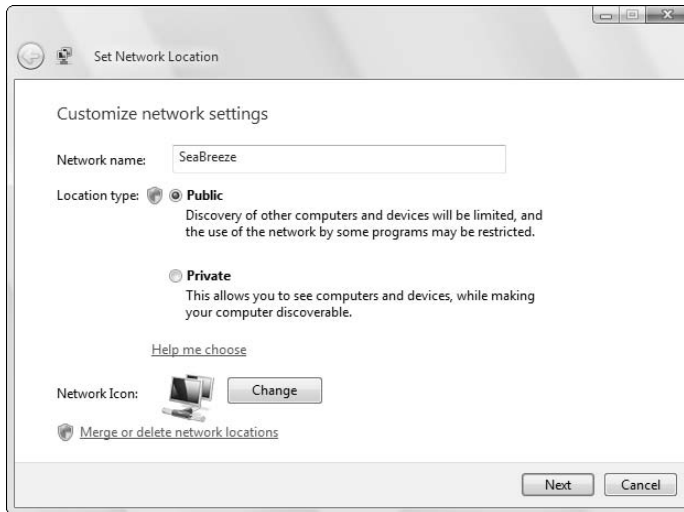 Set Network Location
Customize network settings
Network name: SeaBreeze
Location type: Public
Discovery of other computers and devices will be limited, and
the use of the network by some programs may be restricted.
Private
This allows you to see computers and devices, while making
your computer discoverable.
Help me choose
Network Icon: Change
Merge or delete network locations
Next Cancel